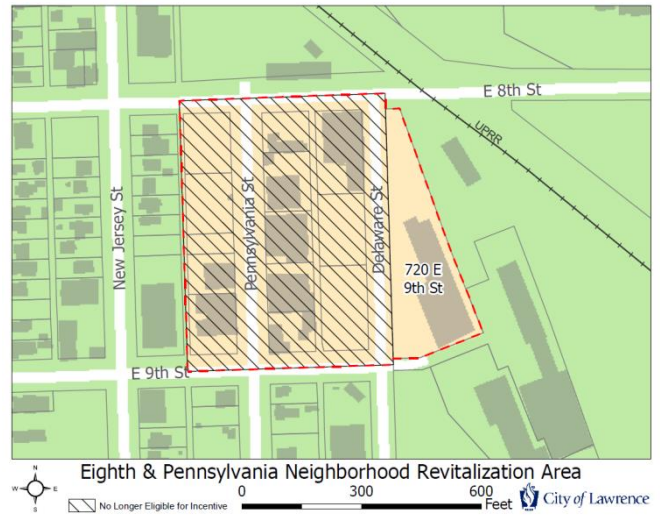 E 8th St
UPRR
New Jersey St
Pennsylvania St
Delaware St
720 E
9th St
E 9th St
Eighth & Pennsylvania Neighborhood Revitalization Area
N
W
E
S
No Longer Eligible for Incentive
0
300
600
Feet
City of Lawrence